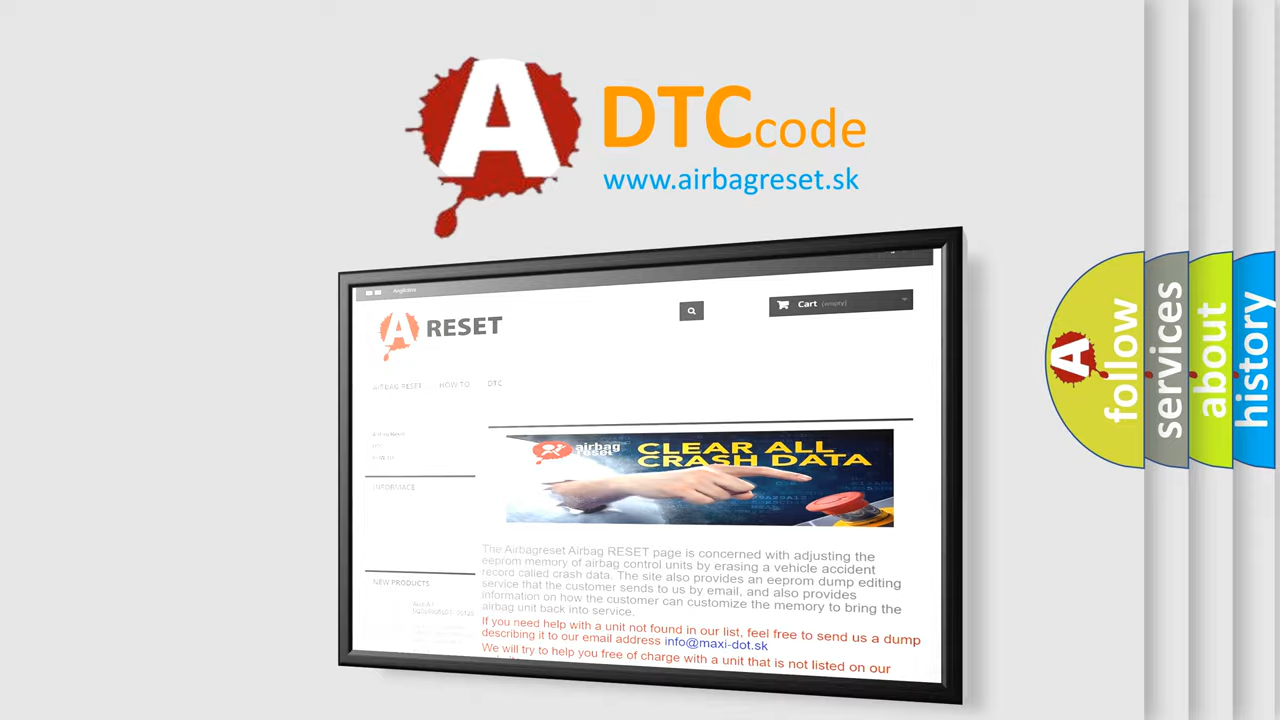 A
DTCcode
www.airbagreset.sk
Cart (empty)
A RESET
AIRBAG RESET HOW TO DTC
airbag
reset
CLEAR ALL
CRASH DATA
INFORMACE
The Airbagreset Airbag RESET page is concerned with adjusting the
eeprom memory of airbag control units by erasing a vehicle accident
record called crash data. The site also provides an eeprom dump editing
service that the customer sends to us by email, and also provides
information on how the customer can customize the memory to bring the
airbag unit back into service.
NEW PRODUCTS
If you need help with a unit not found in our list, feel free to send us a dump
describing it to our email address info@maxi-dot.sk
We will try to help you free of charge with a unit that is not listed on our
A
follow
services
about
history